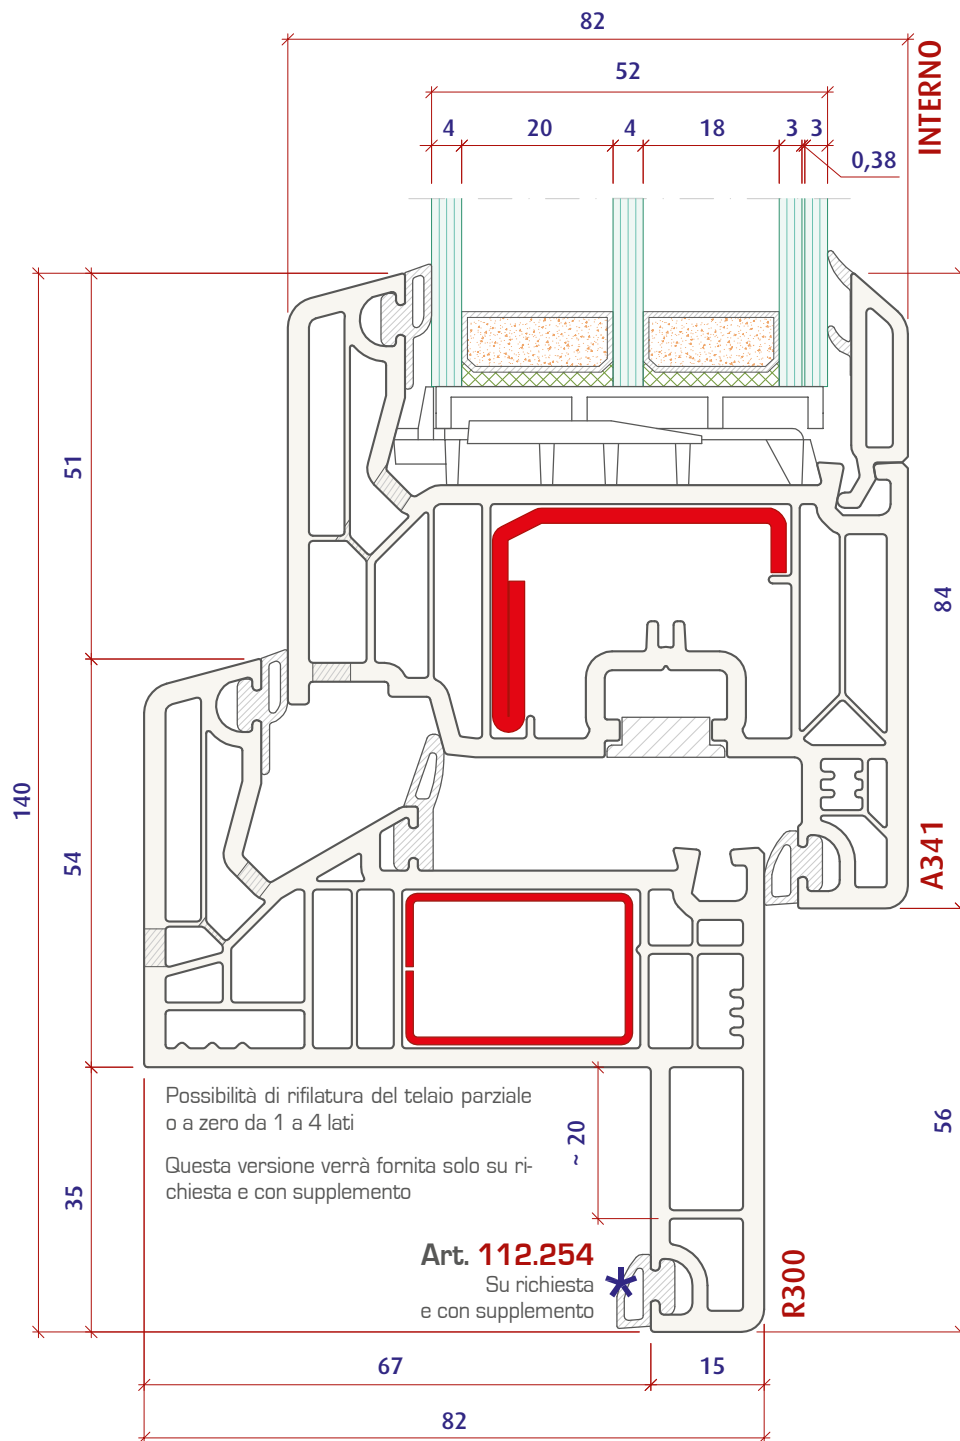 82
52
4 20 4 18 3 3
0,38
INTERNO
51
84
140
54
A341
Possibilità di rifilatura del telaio parziale
o a zero da 1 a 4 lati
Questa versione verrà fornita solo su ri-
chiesta e con supplemento
~ 20
56
35
Art. 112.254
Su richiesta
e con supplemento
*
R300
67 15
82